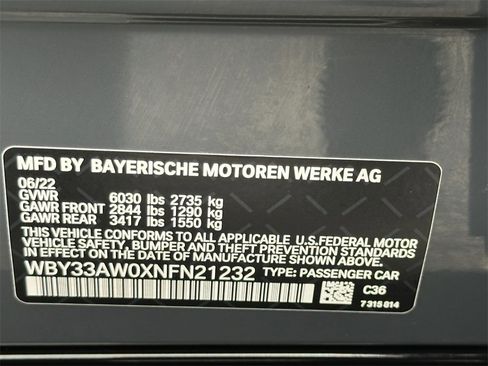 MFD BY BAYERISCHE MOTOREN WERKE AG
06/22
GVWR 6030 lbs 2735 kg
GAWR FRONT 2844 lbs 1290 kg
GAWR REAR 3417 lbs 1550 kg
THIS VEHICLE CONFORMS TO ALL APPLICABLE U.S.FEDERAL MOTOR
VEHICLE SAFETY, BUMPER AND THEFT PREVENTION STANDARDS
IN EFFECT ON THE DATE OF MANUFACTURE SHOWN ABOVE.
WBY33AW0XNFN21232 TYPE: PASSENGER CAR
C36
7 315 814